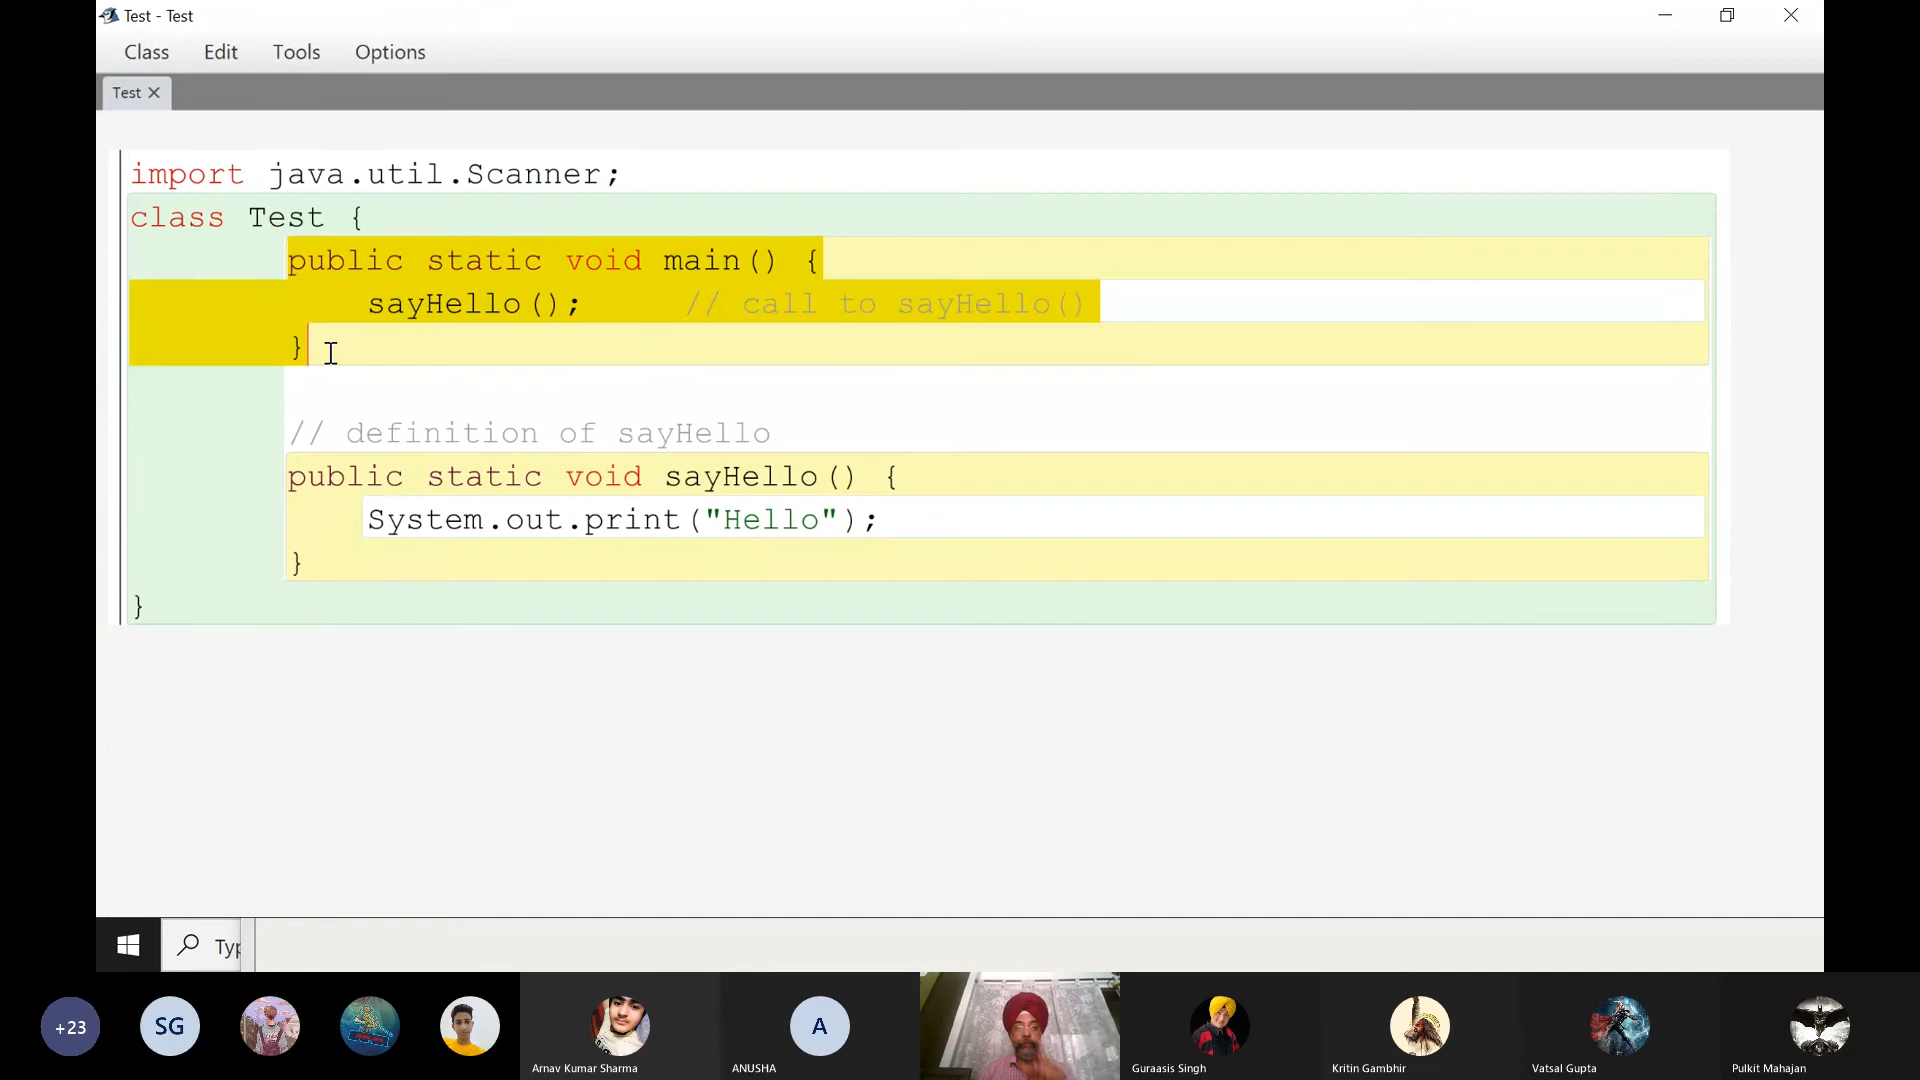 Test - Test
Class Edit Tools Options
Test
import java.util.Scanner;
class Test {
public static void main() {
sayHello(); // call to sayHello()
}
// definition of sayHello
public static void sayHello() {
System.out.print("Hello");
}
}
Typ
+23 SG A
Arnav Kumar Sharma ANUSHA Guraasis Singh Kritin Gambhir Vatsal Gupta Pulkit Mahajan